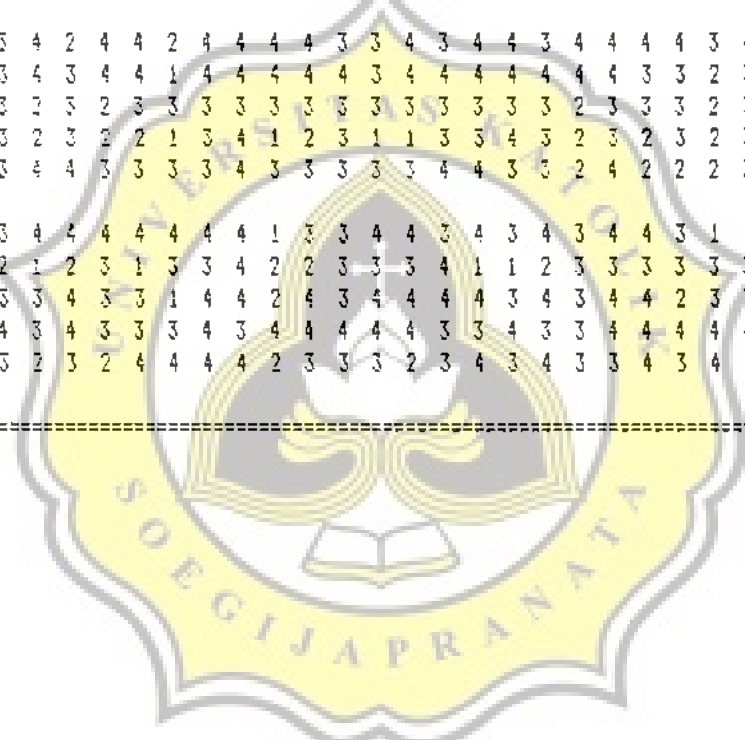 3 4 2 4 4 2 4 4 4 4 3 3 4 3 4 4 3 4 4 4 4 3
3 4 3 4 4 1 4 4 4 4 4 3 4 4 4 4 4 4 4 3 3 2
3 2 3 2 3 3 3 3 3 3 3 3 3 3 3 3 3 2 3 3 3 2
3 2 3 2 2 1 3 4 1 2 3 1 1 3 3 4 3 2 3 2 3 2
3 4 4 3 3 3 3 4 3 3 3 3 3 4 4 3 3 2 4 2 2 2
3 4 4 4 4 4 4 4 1 3 3 4 4 3 4 3 4 3 4 4 3 1
2 1 2 3 1 3 3 4 2 2 3 3 3 4 1 1 2 3 3 3 3 3
3 3 4 3 3 1 4 4 2 4 3 4 4 4 4 3 4 3 4 4 2 3
4 3 4 3 3 3 4 3 4 4 4 4 4 3 3 4 3 3 4 4 4 4
3 2 3 2 4 4 4 4 2 3 3 3 2 3 4 3 4 3 3 4 3 4
UNIVERSITAS KATOLIK
SOEGIJAPRANATA